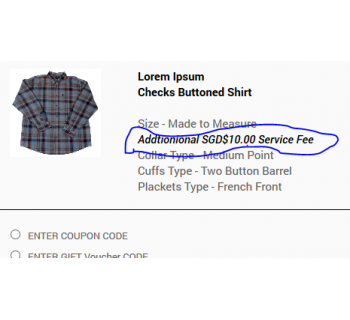 Lorem Ipsum
Checks Buttoned Shirt
Size - Made to Measure
Addtionional SGD$10.00 Service Fee
Collar Type - Medium Point
Cuffs Type - Two Button Barrel
Plackets Type - French Front
ENTER COUPON CODE
ENTER GIFT Voucher CODE